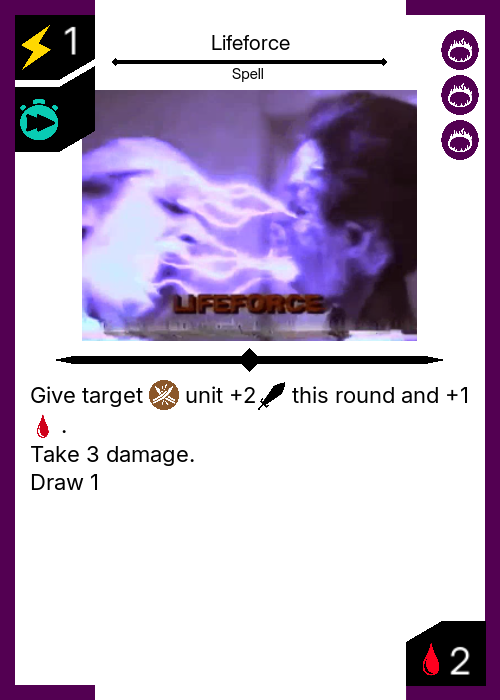 1
Lifeforce
Spell
LIFEFORCE
Give target unit +2 this round and +1
.
Take 3 damage.
Draw 1
2